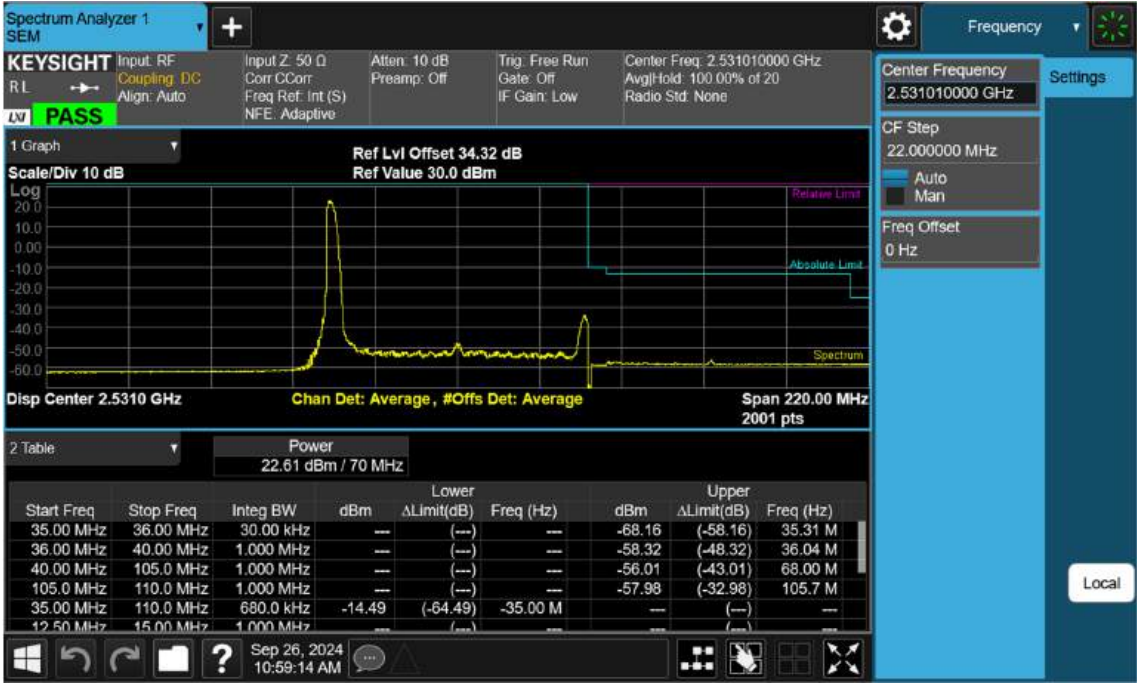 Spectrum Analyzer 1
SEM
+
Frequency
KEYSIGHT
R L
LXI
PASS
Input: RF
Coupling: DC
Align: Auto
Input Z: 50 Ω
Corr CCorr
Freq Ref: Int (S)
NFE: Adaptive
Atten: 10 dB
Preamp: Off
Trig: Free Run
Gate: Off
IF Gain: Low
Center Freq: 2.531010000 GHz
Avg|Hold: 100.00% of 20
Radio Std: None
Center Frequency
2.531010000 GHz
Settings
CF Step
22.000000 MHz
Auto
Man
Freq Offset
0 Hz
Local
1 Graph
Scale/Div 10 dB
Ref Lvl Offset 34.32 dB
Ref Value 30.0 dBm
Log
20.0
10.0
0.00
-10.0
-20.0
-30.0
-40.0
-50.0
-60.0
Relative Limit
Absolute Limit
Spectrum
Disp Center 2.5310 GHz
Chan Det: Average, #Offs Det: Average
Span 220.00 MHz
2001 pts
2 Table
Power
22.61 dBm / 70 MHz
Lower Upper
Start Freq Stop Freq Integ BW dBm ΔLimit(dB) Freq (Hz) dBm ΔLimit(dB) Freq (Hz)
35.00 MHz 36.00 MHz 30.00 kHz --- (---) --- -68.16 (-58.16) 35.31 M
36.00 MHz 40.00 MHz 1.000 MHz --- (---) --- -58.32 (-48.32) 36.04 M
40.00 MHz 105.0 MHz 1.000 MHz --- (---) --- -56.01 (-43.01) 68.00 M
105.0 MHz 110.0 MHz 1.000 MHz --- (---) --- -57.98 (-32.98) 105.7 M
35.00 MHz 110.0 MHz 680.0 kHz -14.49 (-64.49) -35.00 M --- (---) ---
12.50 MHz 15.00 MHz 1.000 MHz --- (---) --- --- (---) ---
?
Sep 26, 2024
10:59:14 AM